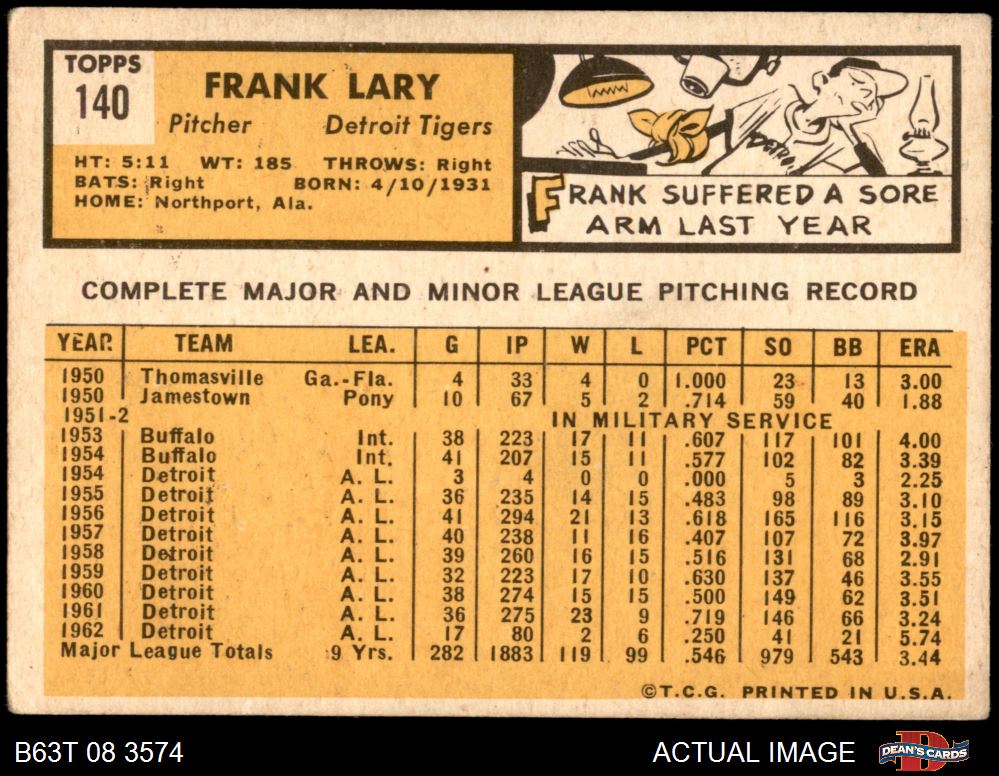 TOPPS
140
FRANK LARY
Pitcher Detroit Tigers
HT: 5:11 WT: 185 THROWS: Right
BATS: Right BORN: 4/10/1931
HOME: Northport, Ala.
DETRO
FRANK SUFFERED A SORE
ARM LAST YEAR
COMPLETE MAJOR AND MINOR LEAGUE PITCHING RECORD
YEAR TEAM LEA. G IP W L PCT SO BB ERA
1950 Thomasville Ga.-Fla. 4 33 4 0 1.000 23 13 3.00
1950 Jamestown Pony 10 67 5 2 .714 59 40 1.88
1951-2 IN MILITARY SERVICE
1953 Buffalo Int. 38 223 17 11 .607 117 101 4.00
1954 Buffalo Int. 41 207 15 11 .577 102 82 3.39
1954 Detroit A. L. 3 4 0 0 .000 5 3 2.25
1955 Detroit A. L. 36 235 14 15 .483 98 89 3.10
1956 Detroit A. L. 41 294 21 13 .618 165 116 3.15
1957 Detroit A. L. 40 238 11 16 .407 107 72 3.97
1958 Detroit A. L. 39 260 16 15 .516 131 68 2.91
1959 Detroit A. L. 32 223 17 10 .630 137 46 3.55
1960 Detroit A. L. 38 274 15 15 .500 149 62 3.51
1961 Detroit A. L. 36 275 23 9 .719 146 66 3.24
1962 Detroit A. L. 17 80 2 6 .250 41 21 5.74
Major League Totals 9 Yrs. 282 1883 119 99 .546 979 543 3.44
©T.C.G. PRINTED IN U.S.A.
B63T 08 3574 ACTUAL IMAGE DEAN'S CARDS